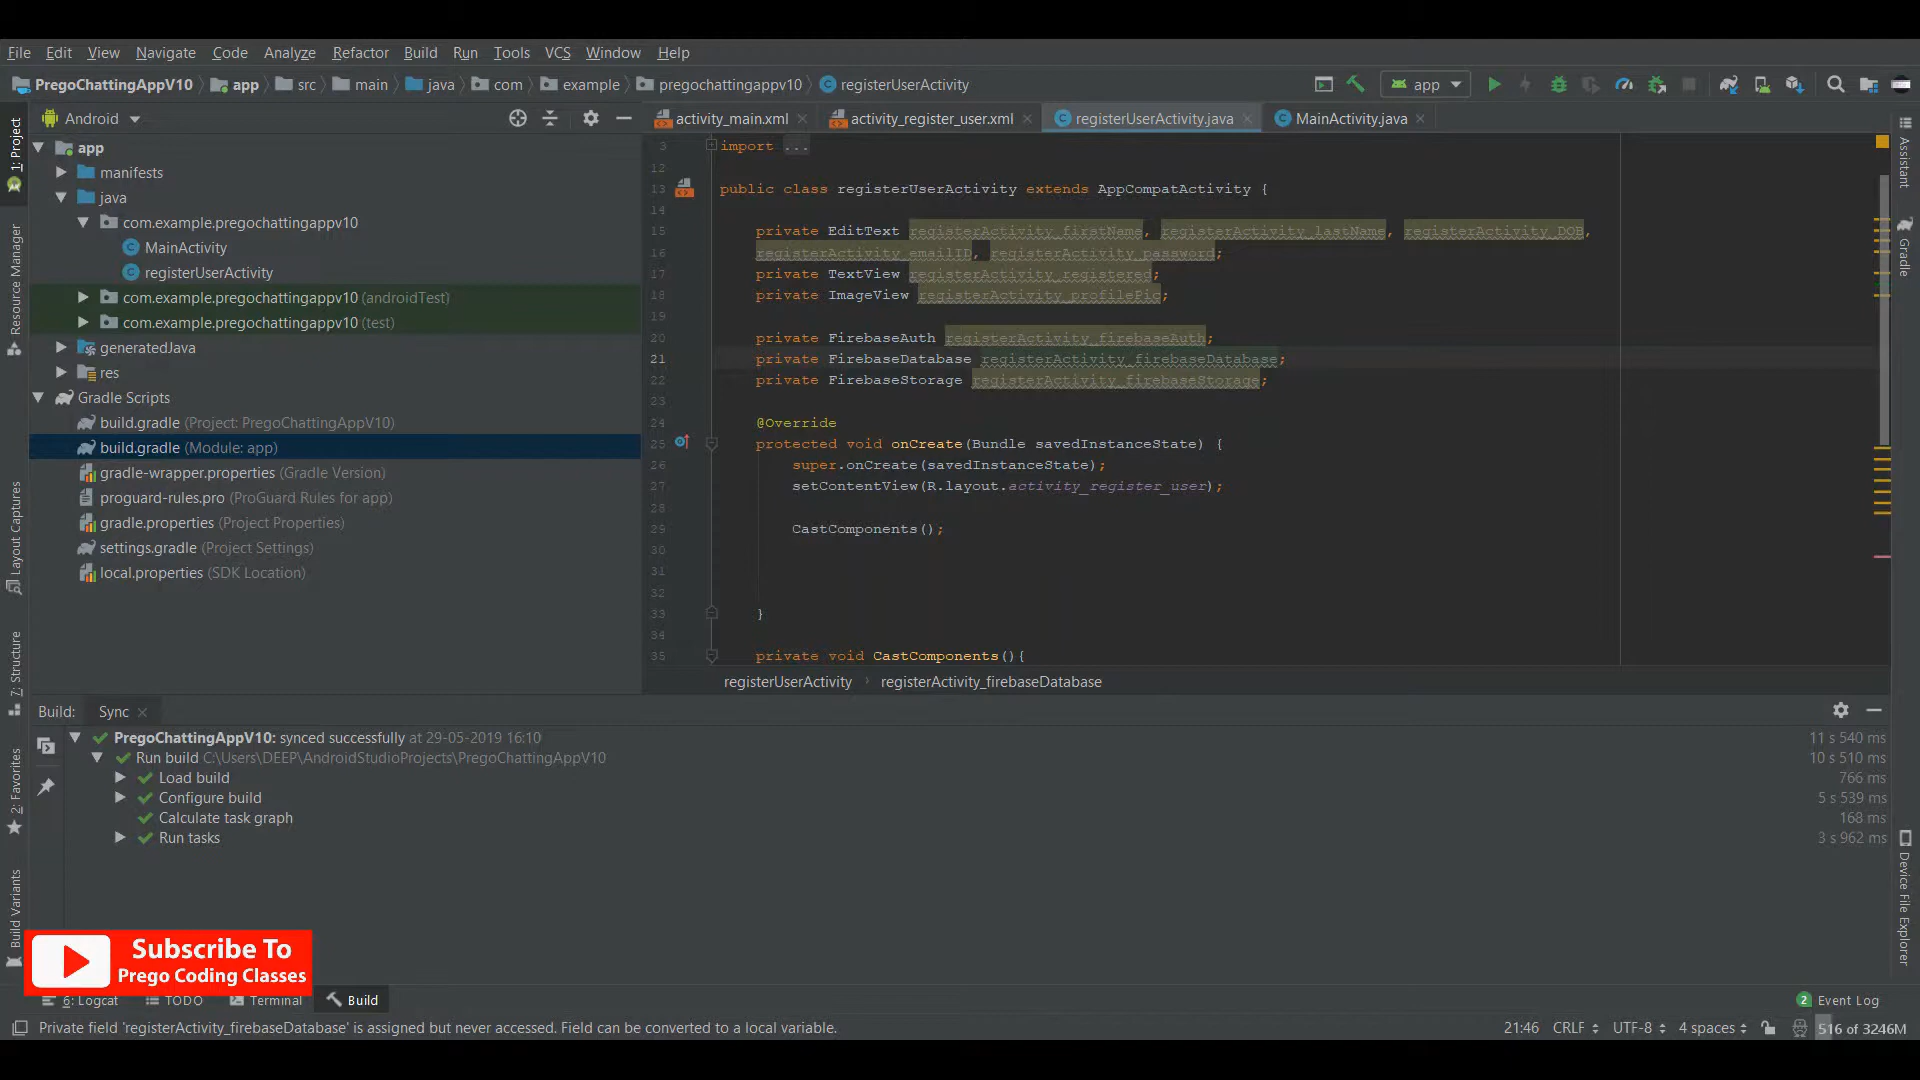 File Edit View Navigate Code Analyze Refactor Build Run Tools VCS Window Help
PregoChattingAppV10 app src main java com example pregochattingappv10 registerUserActivity
app
Android
activity_main.xml activity_register_user.xml registerUserActivity.java MainActivity.java
1: Project
Resource Manager
Layout Captures
7: Structure
2: Favorites
Build Variants
app
manifests
java
com.example.pregochattingappv10
MainActivity
registerUserActivity
com.example.pregochattingappv10 (androidTest)
com.example.pregochattingappv10 (test)
generatedJava
res
Gradle Scripts
build.gradle (Project: PregoChattingAppV10)
build.gradle (Module: app)
gradle-wrapper.properties (Gradle Version)
proguard-rules.pro (ProGuard Rules for app)
gradle.properties (Project Properties)
settings.gradle (Project Settings)
local.properties (SDK Location)
3 import ...
12
13 public class registerUserActivity extends AppCompatActivity {
14
15 private EditText registerActivity_firstName, registerActivity_lastName, registerActivity_DOB,
16 registerActivity_emailID, registerActivity_password;
17 private TextView registerActivity_registered;
18 private ImageView registerActivity_profilePic;
19
20 private FirebaseAuth registerActivity_firebaseAuth;
21 private FirebaseDatabase registerActivity_firebaseDatabase;
22 private FirebaseStorage registerActivity_firebaseStorage;
23
24 @Override
25 protected void onCreate(Bundle savedInstanceState) {
26 super.onCreate(savedInstanceState);
27 setContentView(R.layout.activity_register_user);
28
29 CastComponents();
30
31
32
33 }
34
35 private void CastComponents(){
registerUserActivity registerActivity_firebaseDatabase
Assistant
Gradle
Device File Explorer
Build: Sync
PregoChattingAppV10: synced successfully at 29-05-2019 16:10 11 s 540 ms
Run build C:\Users\DEEP\AndroidStudioProjects\PregoChattingAppV10 10 s 510 ms
Load build 766 ms
Configure build 5 s 539 ms
Calculate task graph 168 ms
Run tasks 3 s 962 ms
Subscribe To
Prego Coding Classes
6: Logcat TODO Terminal Build 2 Event Log
Private field 'registerActivity_firebaseDatabase' is assigned but never accessed. Field can be converted to a local variable. 21:46 CRLF UTF-8 4 spaces 516 of 3246M